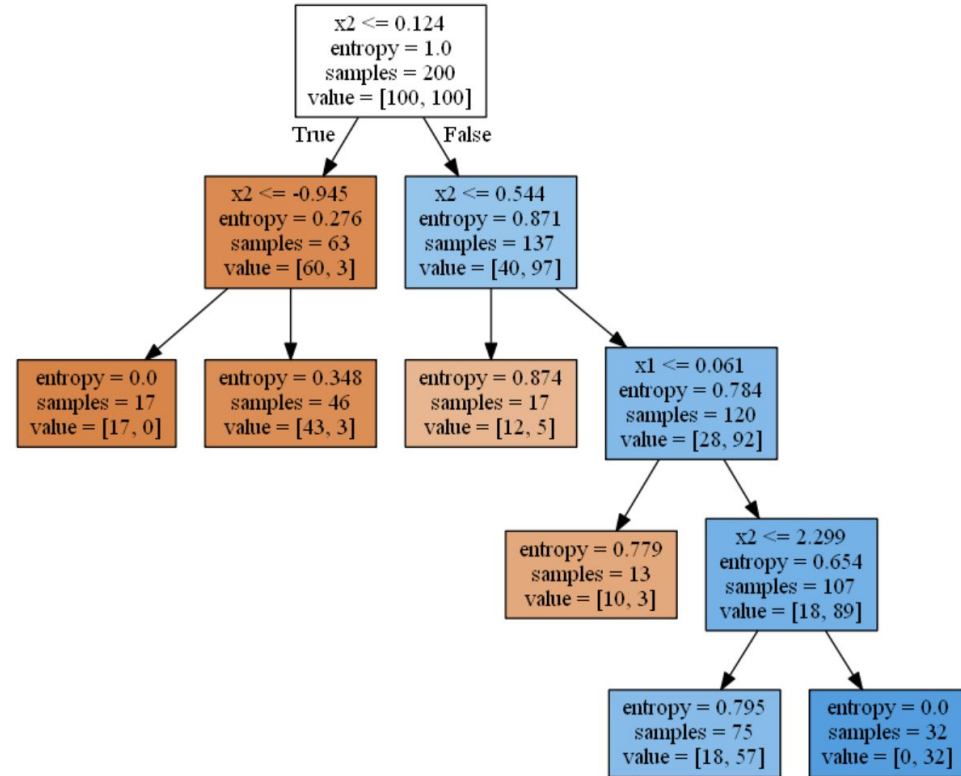 x2 <= 0.124
entropy = 1.0
samples = 200
value = [100, 100]
True
False
x2 <= -0.945
entropy = 0.276
samples = 63
value = [60, 3]
x2 <= 0.544
entropy = 0.871
samples = 137
value = [40, 97]
entropy = 0.0
samples = 17
value = [17, 0]
entropy = 0.348
samples = 46
value = [43, 3]
entropy = 0.874
samples = 17
value = [12, 5]
x1 <= 0.061
entropy = 0.784
samples = 120
value = [28, 92]
entropy = 0.779
samples = 13
value = [10, 3]
x2 <= 2.299
entropy = 0.654
samples = 107
value = [18, 89]
entropy = 0.795
samples = 75
value = [18, 57]
entropy = 0.0
samples = 32
value = [0, 32]